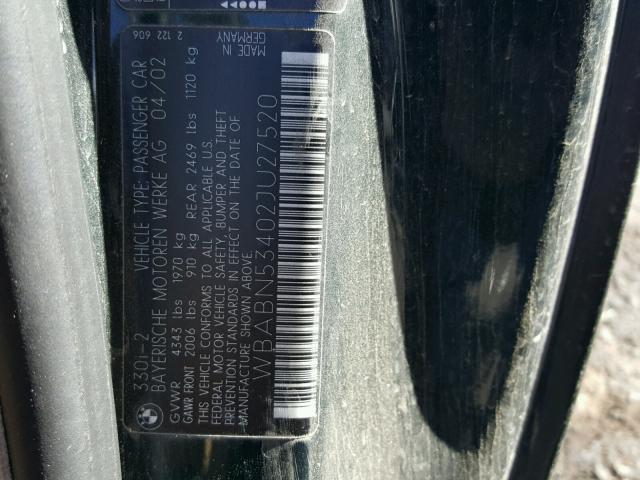 330i-2 VEHICLE TYPE: PASSENGER CAR
BAYERISCHE MOTOREN WERKE AG 04/02
GVWR 4343 lbs 1970 kg
GAWR FRONT 2006 lbs 910 kg REAR 2469 lbs 1120 kg
THIS VEHICLE CONFORMS TO ALL APPLICABLE U.S.
FEDERAL MOTOR VEHICLE SAFETY, BUMPER AND THEFT
PREVENTION STANDARDS IN EFFECT ON THE DATE OF
MANUFACTURE SHOWN ABOVE.
WBABN53402JU27520
2 122 606
MADE IN
GERMANY